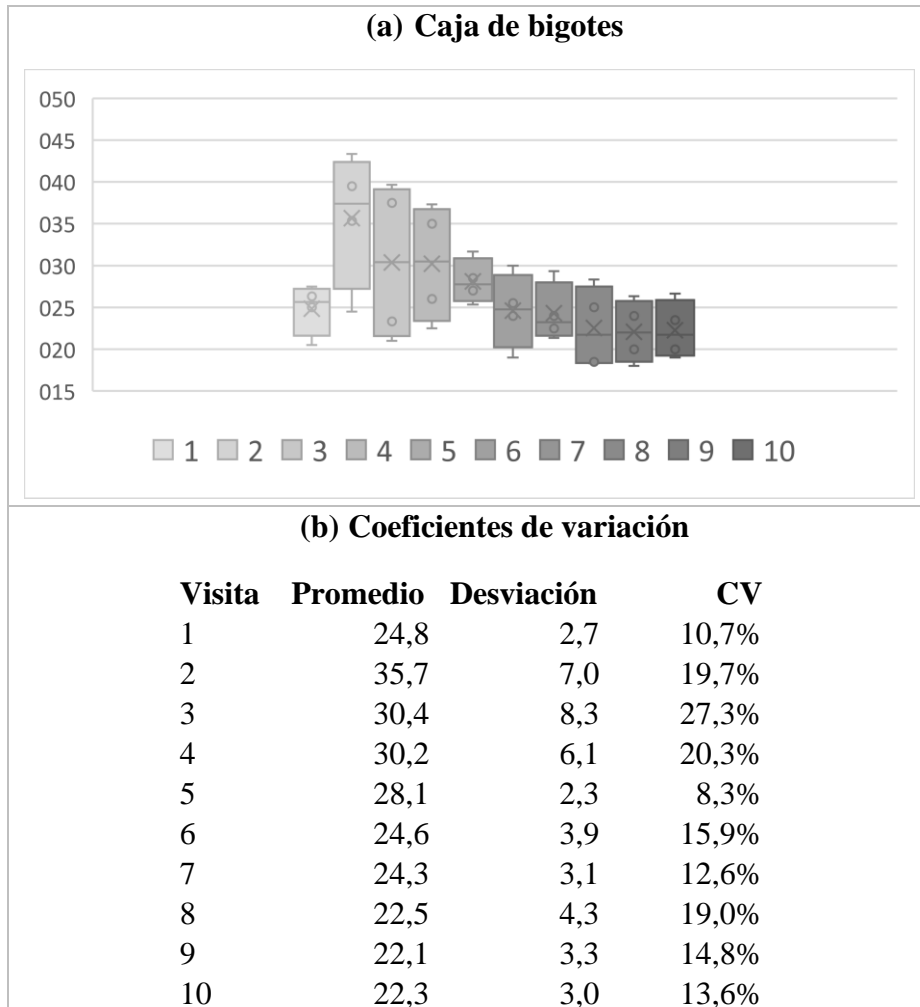 (a) Caja de bigotes
050
045
040
035
030
025
020
015
1 2 3 4 5 6 7 8 9 10
(b) Coeficientes de variación
Visita Promedio Desviación CV
1 24,8 2,7 10,7%
2 35,7 7,0 19,7%
3 30,4 8,3 27,3%
4 30,2 6,1 20,3%
5 28,1 2,3 8,3%
6 24,6 3,9 15,9%
7 24,3 3,1 12,6%
8 22,5 4,3 19,0%
9 22,1 3,3 14,8%
10 22,3 3,0 13,6%